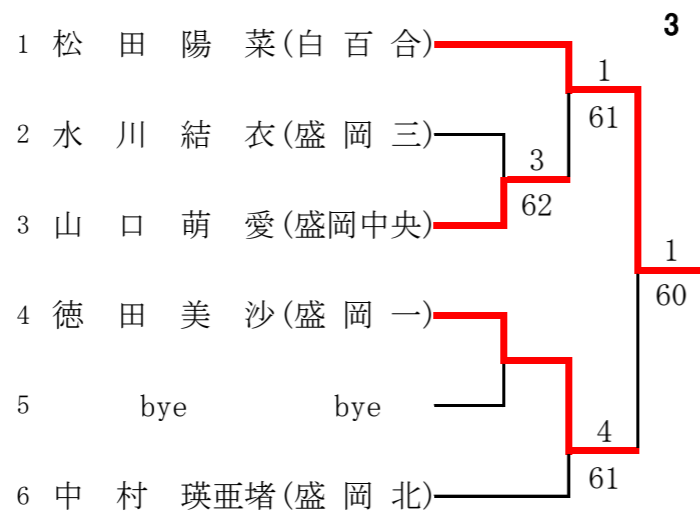 3
1 松 田 陽 菜(白 百 合)
1
61
2 水 川 結 衣(盛 岡 三)
3
62
3 山 口 萌 愛(盛岡中央)
1
60
4 徳 田 美 沙(盛 岡 一)
5 bye bye
4
61
6 中 村 瑛亜堵(盛 岡 北)